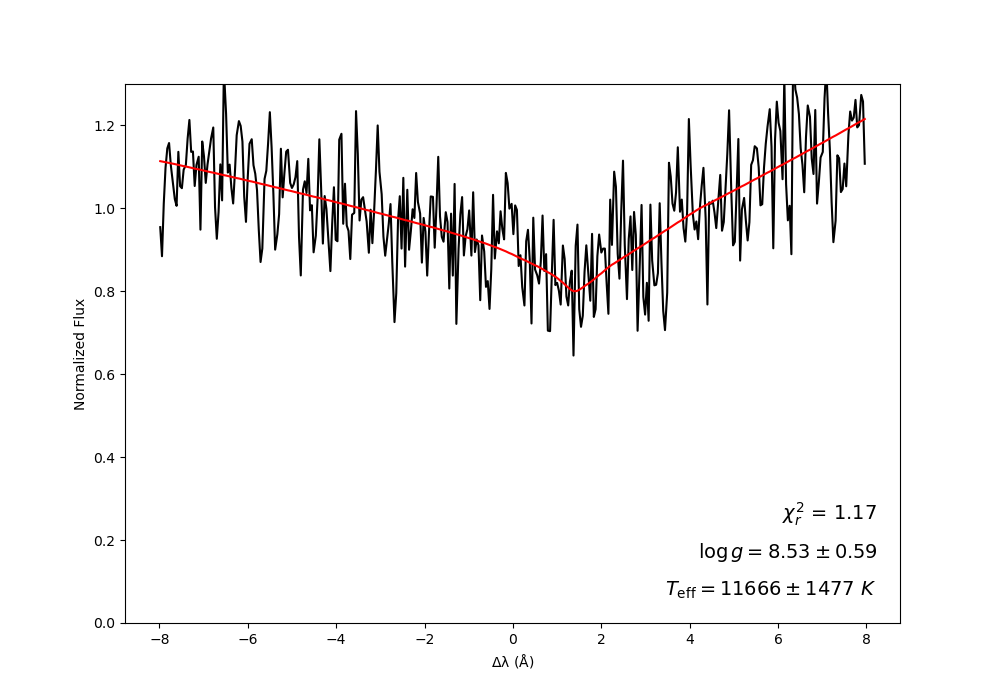 1.2
1.0
0.8
0.6
0.4
0.2
0.0
Normalized Flux
χ²ᵣ = 1.17
log g = 8.53 ± 0.59
T_eff = 11666 ± 1477 K
−8 −6 −4 −2 0 2 4 6 8
Δλ (Å)